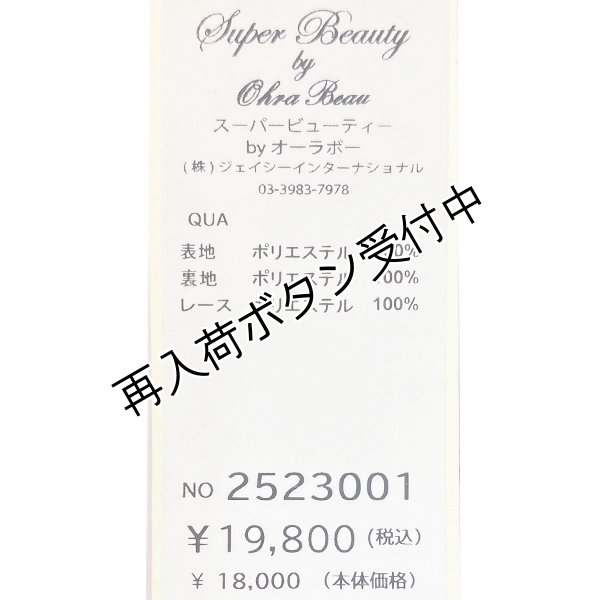 Super Beauty
by
Ohra Beau
スーパービューティー
by オーラボー
(株)ジェイシーインターナショナル
03-3983-7978
QUA
表地 ポリエステル
裏地 ポリエステル 100%
レース ポリエステル 100%
再入荷ボタン受付中
NO 2523001
¥19,800(税込)
¥ 18,000 (本体価格)